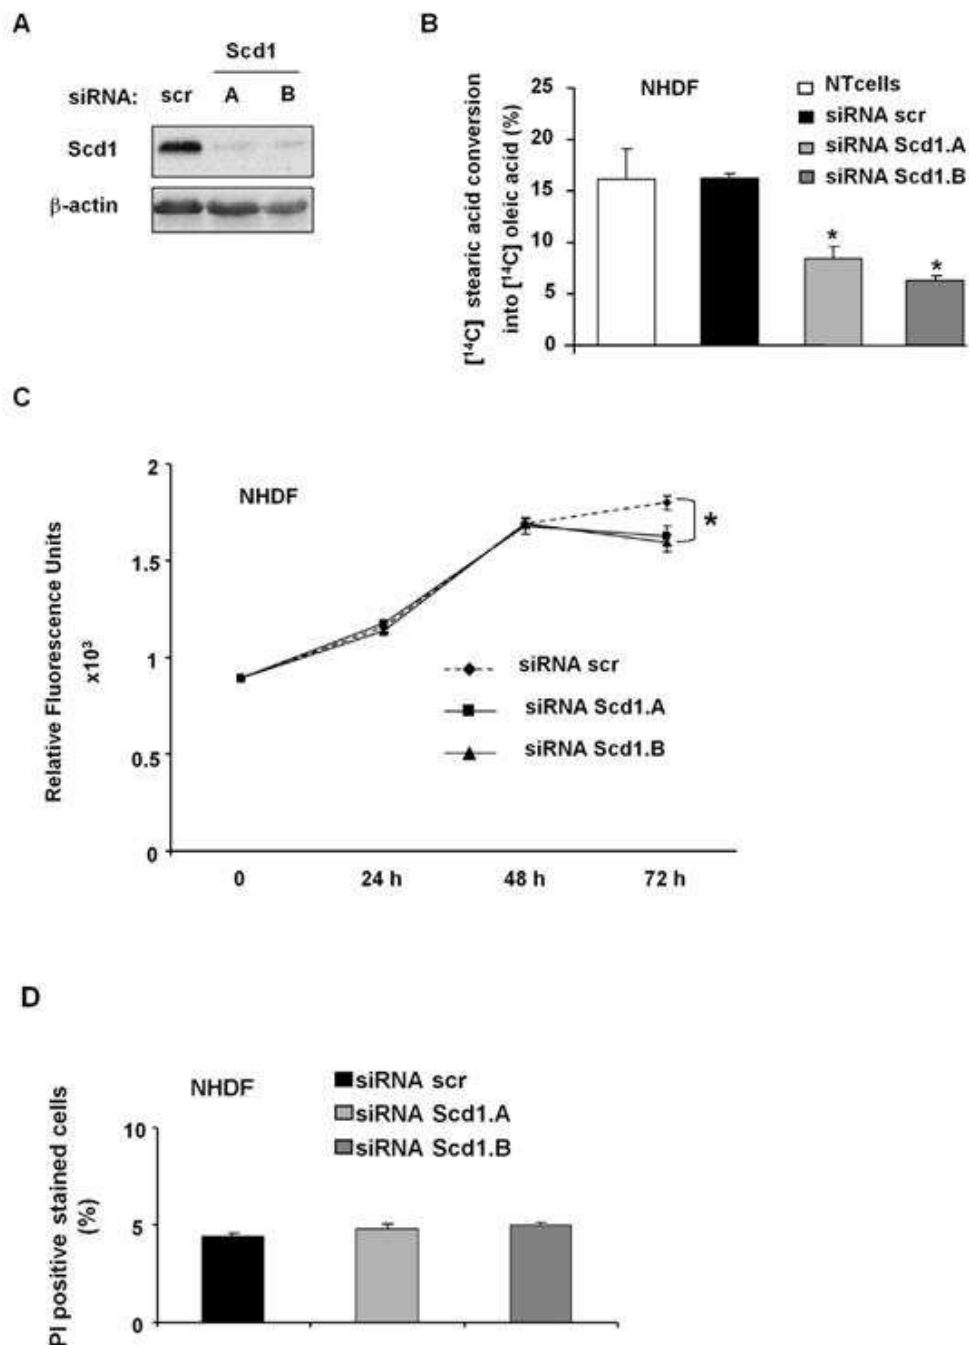 A
Scd1
siRNA: scr A B
Scd1
β-actin
B
[¹⁴C] stearic acid conversion
into [¹⁴C] oleic acid (%)
25
20
15
10
5
0
NHDF
NTcells
siRNA scr
siRNA Scd1.A
siRNA Scd1.B
*
*
C
Relative Fluorescence Units
x10³
2
1.5
1
0.5
0
NHDF
*
siRNA scr
siRNA Scd1.A
siRNA Scd1.B
0 24 h 48 h 72 h
D
PI positive stained cells
(%)
NHDF
siRNA scr
siRNA Scd1.A
siRNA Scd1.B
10
5
0